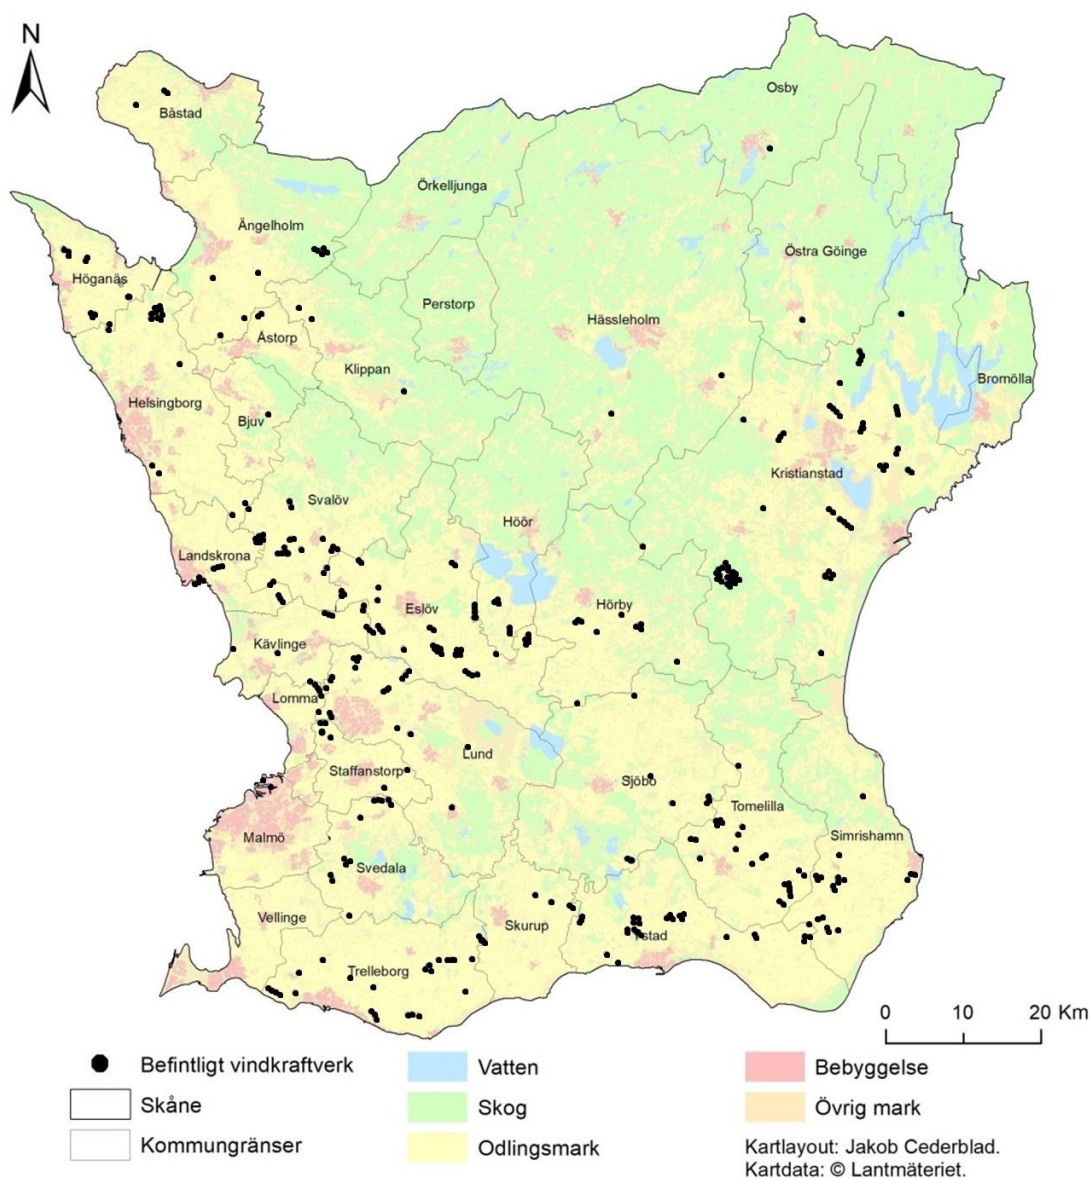 N
Osby
Båstad
Örkelljunga
Ängelholm
Östra Göinge
Höganäs
Perstorp
Hässleholm
Åstorp
Klippan
Bromölla
Helsingborg
Bjuv
Kristianstad
Svalöv
Höör
Landskrona
Eslöv
Hörby
Kävlinge
Lomma
Lund
Staffanstorp
Sjöbo
Tomelilla
Malmö
Simrishamn
Svedala
Vellinge
Skurup
Ystad
Trelleborg
0 10 20 Km
Befintligt vindkraftverk
Vatten
Bebyggelse
Skåne
Skog
Övrig mark
Kommungränser
Odlingsmark
Kartlayout: Jakob Cederblad.
Kartdata: © Lantmäteriet.